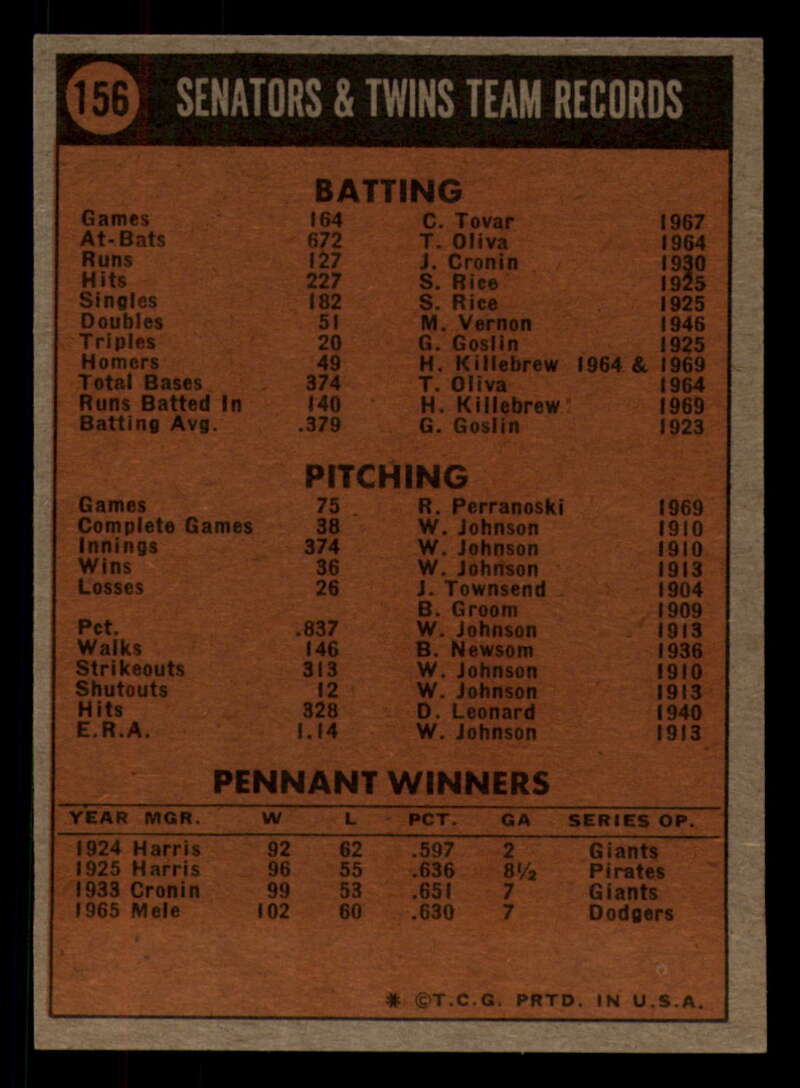 156 SENATORS & TWINS TEAM RECORDS
BATTING
Games 164 C. Tovar 1967
At-Bats 672 T. Oliva 1964
Runs 127 J. Cronin 1930
Hits 227 S. Rice 1925
Singles 182 S. Rice 1925
Doubles 51 M. Vernon 1946
Triples 20 G. Goslin 1925
Homers 49 H. Killebrew 1964 & 1969
Total Bases 374 T. Oliva 1964
Runs Batted In 140 H. Killebrew 1969
Batting Avg. .379 G. Goslin 1923
PITCHING
Games 75 R. Perranoski 1969
Complete Games 38 W. Johnson 1910
Innings 374 W. Johnson 1910
Wins 36 W. Johnson 1913
Losses 26 J. Townsend 1904
B. Groom 1909
Pct. .837 W. Johnson 1913
Walks 146 B. Newsom 1936
Strikeouts 313 W. Johnson 1910
Shutouts 12 W. Johnson 1913
Hits 328 D. Leonard 1940
E.R.A. 1.14 W. Johnson 1913
PENNANT WINNERS
YEAR MGR. W L PCT. GA SERIES OP.
1924 Harris 92 62 .597 2 Giants
1925 Harris 96 55 .636 8½ Pirates
1933 Cronin 99 53 .651 7 Giants
1965 Mele 102 60 .630 7 Dodgers
* ©T.C.G. PRTD. IN U.S.A.